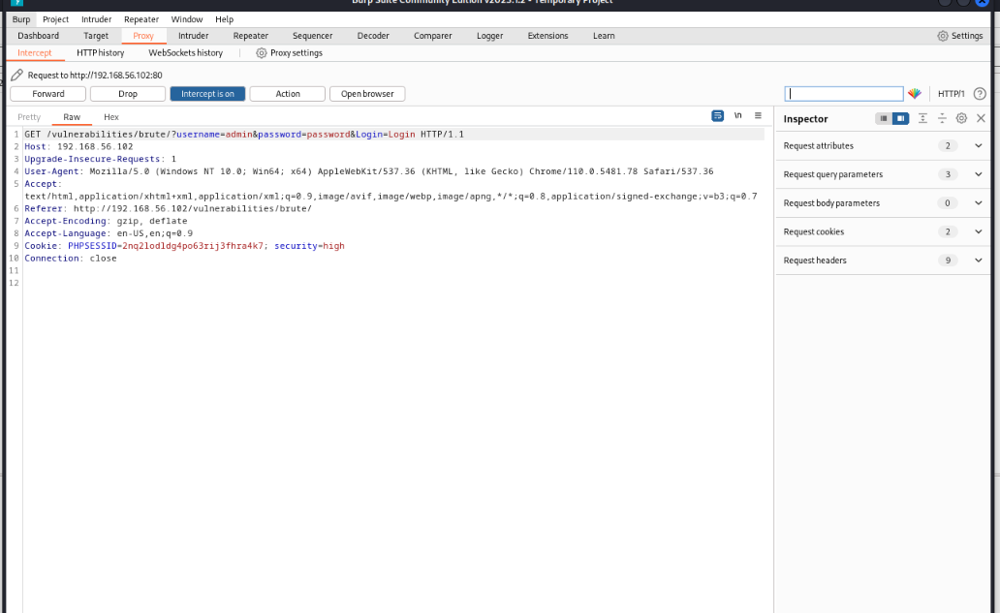 Burp Suite Community Edition v2023.1.2 - Temporary Project
Burp Project Intruder Repeater Window Help
Dashboard Target Proxy Intruder Repeater Sequencer Decoder Comparer Logger Extensions Learn Settings
Intercept HTTP history WebSockets history Proxy settings
Request to http://192.168.56.102:80
Forward Drop Intercept is on Action Open browser HTTP/1 ?
Pretty Raw Hex \n
Inspector
1 GET /vulnerabilities/brute/?username=admin&password=password&Login=Login HTTP/1.1
2 Host: 192.168.56.102
3 Upgrade-Insecure-Requests: 1
4 User-Agent: Mozilla/5.0 (Windows NT 10.0; Win64; x64) AppleWebKit/537.36 (KHTML, like Gecko) Chrome/110.0.5481.78 Safari/537.36
5 Accept:
text/html,application/xhtml+xml,application/xml;q=0.9,image/avif,image/webp,image/apng,*/*;q=0.8,application/signed-exchange;v=b3;q=0.7
6 Referer: http://192.168.56.102/vulnerabilities/brute/
7 Accept-Encoding: gzip, deflate
8 Accept-Language: en-US,en;q=0.9
9 Cookie: PHPSESSID=2nq2lodldg4po63rij3fhra4k7; security=high
10 Connection: close
11
12
Request attributes 2
Request query parameters 3
Request body parameters 0
Request cookies 2
Request headers 9